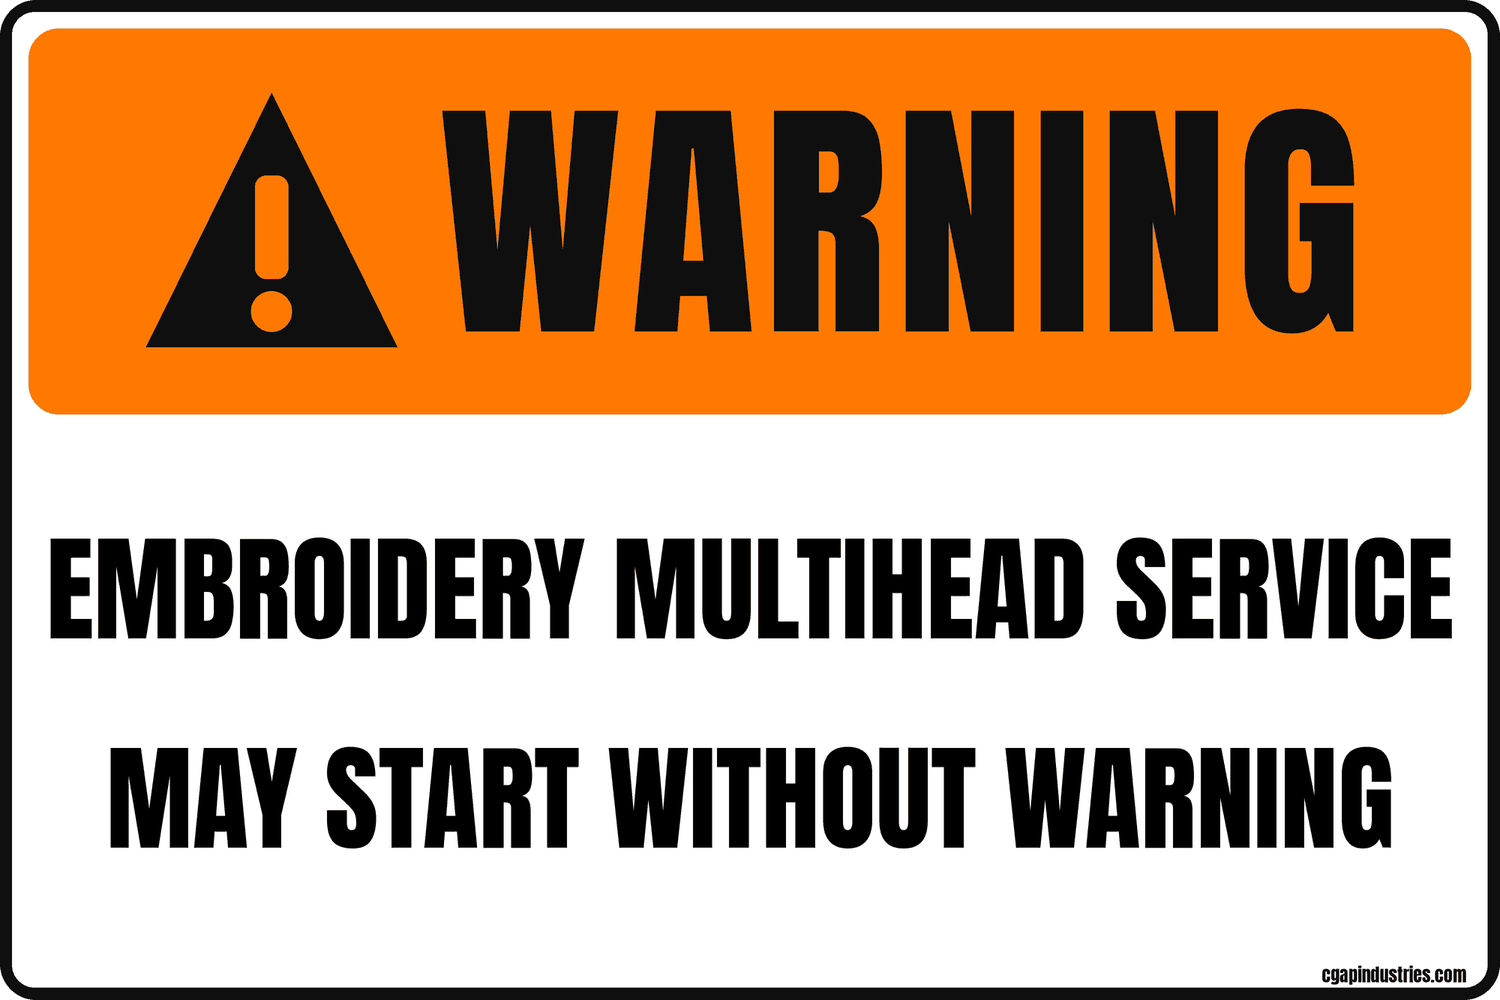 WARNING
EMBROIDERY MULTIHEAD SERVICE
MAY START WITHOUT WARNING
cgapindustries.com